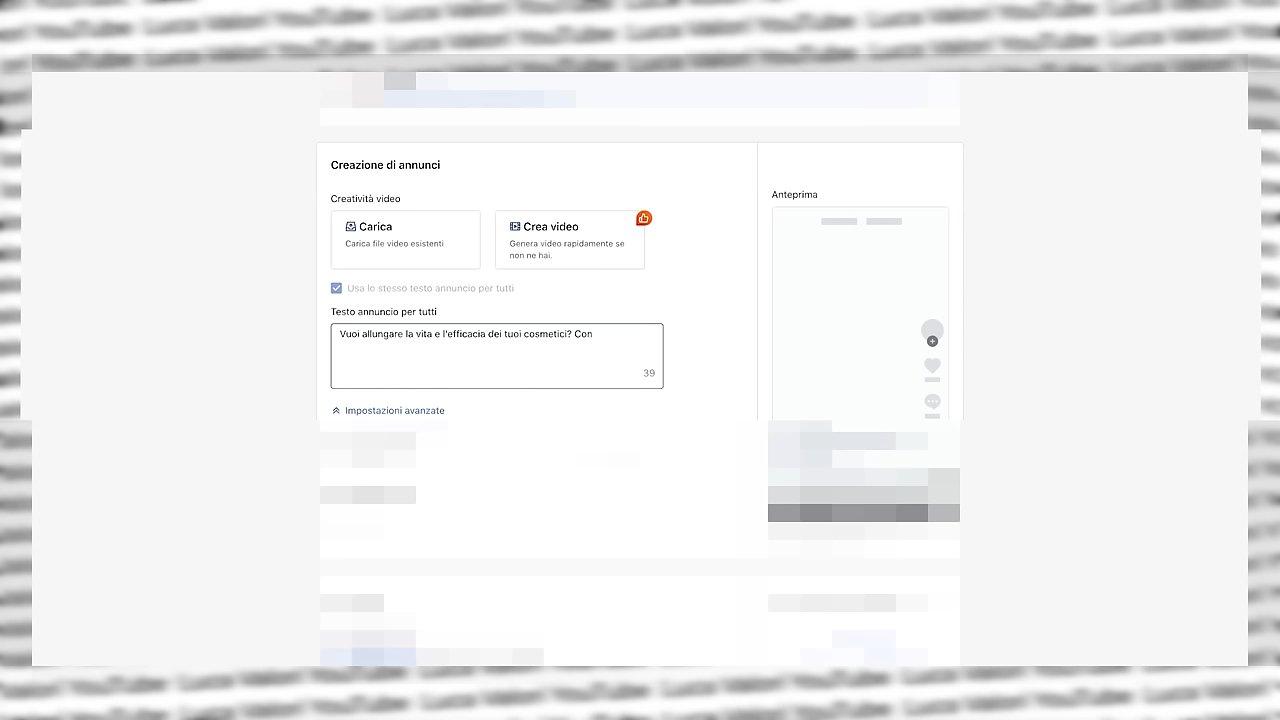 Creazione di annunci
Creatività video
Carica
Carica file video esistenti
Crea video
Genera video rapidamente se
non ne hai.
Usa lo stesso testo annuncio per tutti
Testo annuncio per tutti
Vuoi allungare la vita e l'efficacia dei tuoi cosmetici? Con
39
Impostazioni avanzate
Anteprima